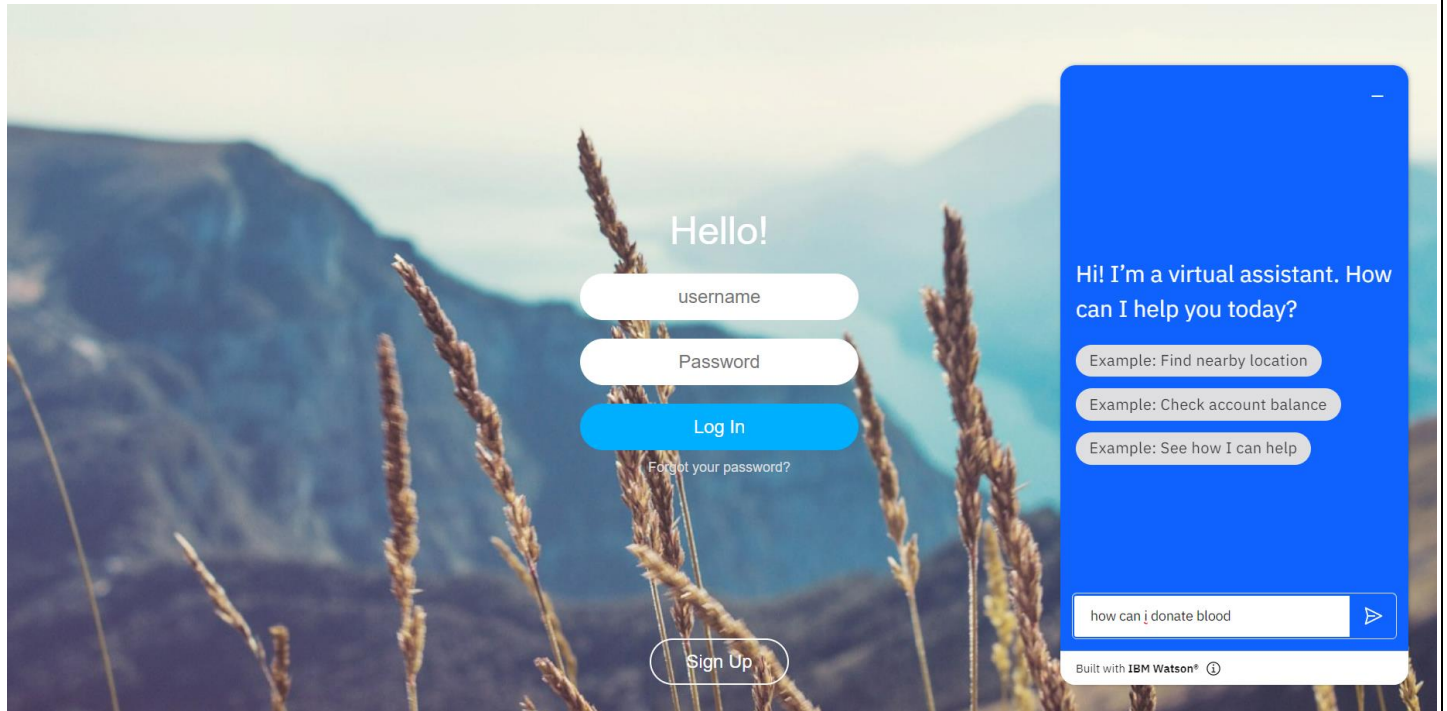 Hello!
username
Password
Log In
Forgot your password?
Sign Up
Hi! I'm a virtual assistant. How
can I help you today?
Example: Find nearby location
Example: Check account balance
Example: See how I can help
how can i donate blood
Built with IBM Watson®